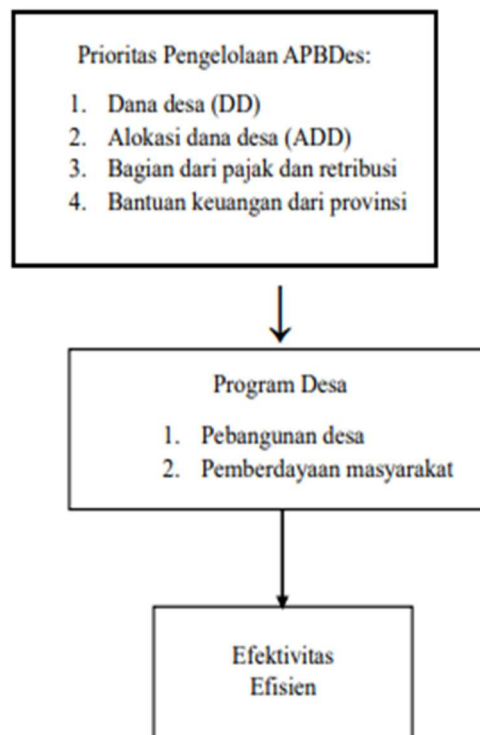 Prioritas Pengelolaan APBDes:
1. Dana desa (DD)
2. Alokasi dana desa (ADD)
3. Bagian dari pajak dan retribusi
4. Bantuan keuangan dari provinsi
Program Desa
1. Pebangunan desa
2. Pemberdayaan masyarakat
Efektivitas
Efisien